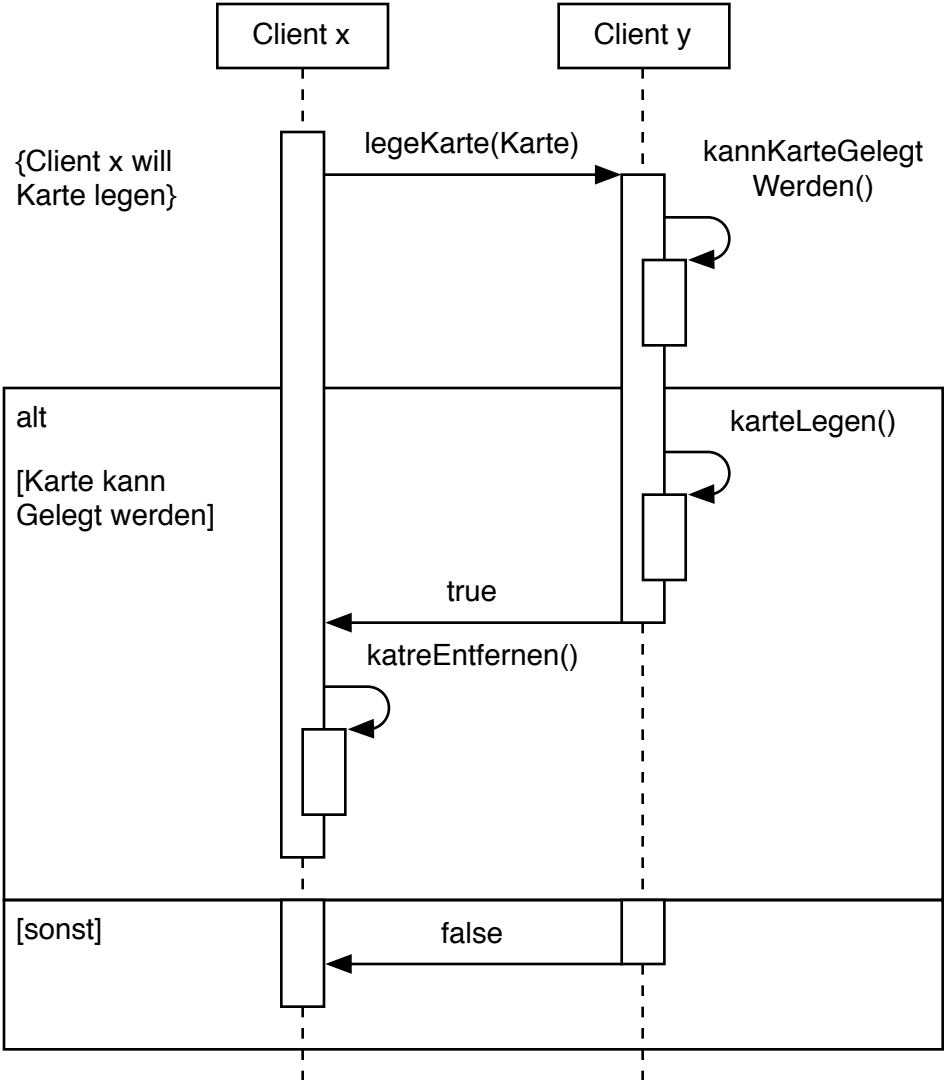 Client x
Client y
{Client x will
Karte legen}
legeKarte(Karte)
kannKarteGelegt
Werden()
alt
karteLegen()
[Karte kann
Gelegt werden]
true
katreEntfernen()
[sonst]
false